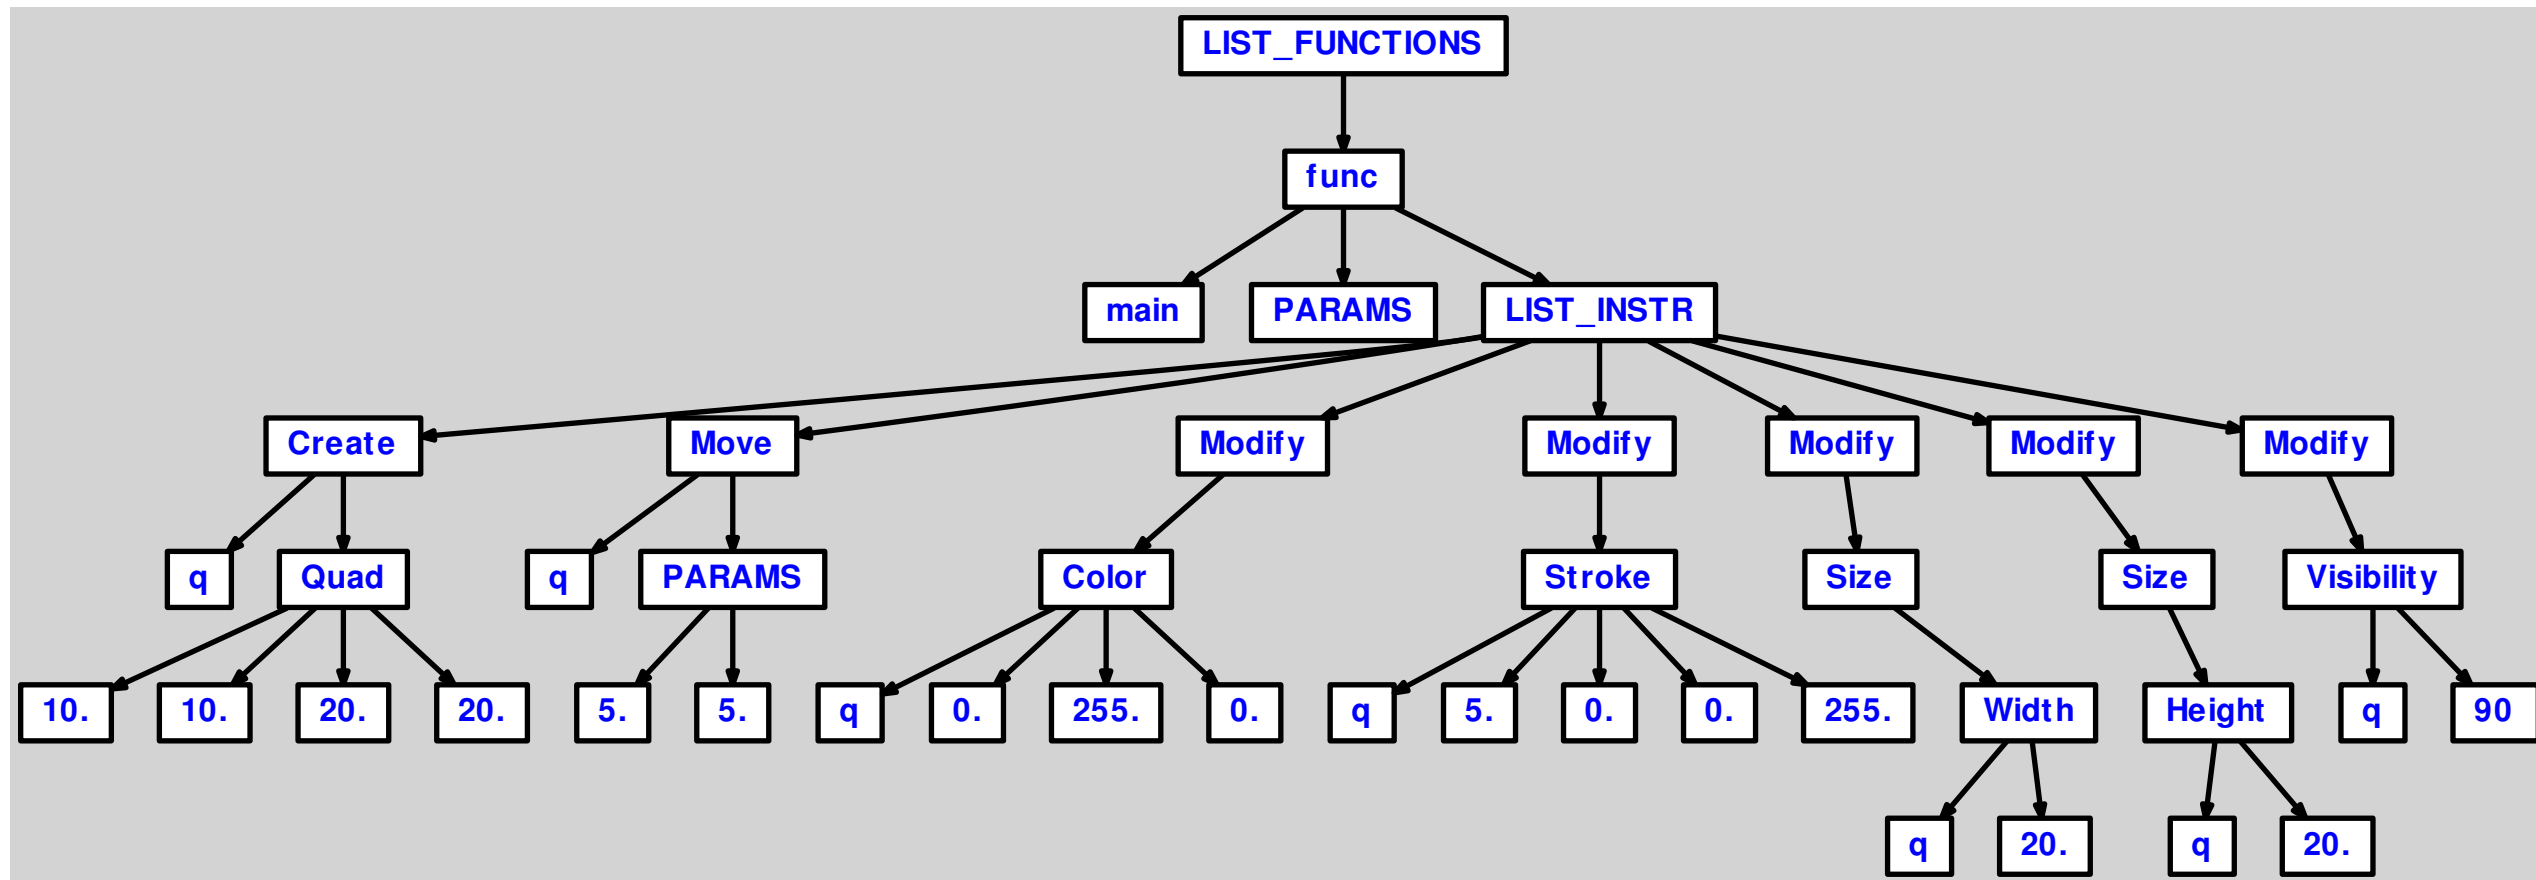 LIST_FUNCTIONS
func
main PARAMS LIST_INSTR
Create Move Modify Modify Modify Modify Modify
q Quad q PARAMS Color Stroke Size Size Visibility
10. 10. 20. 20. 5. 5. q 0. 255. 0. q 5. 0. 0. 255. Width Height q 90
q 20. q 20.